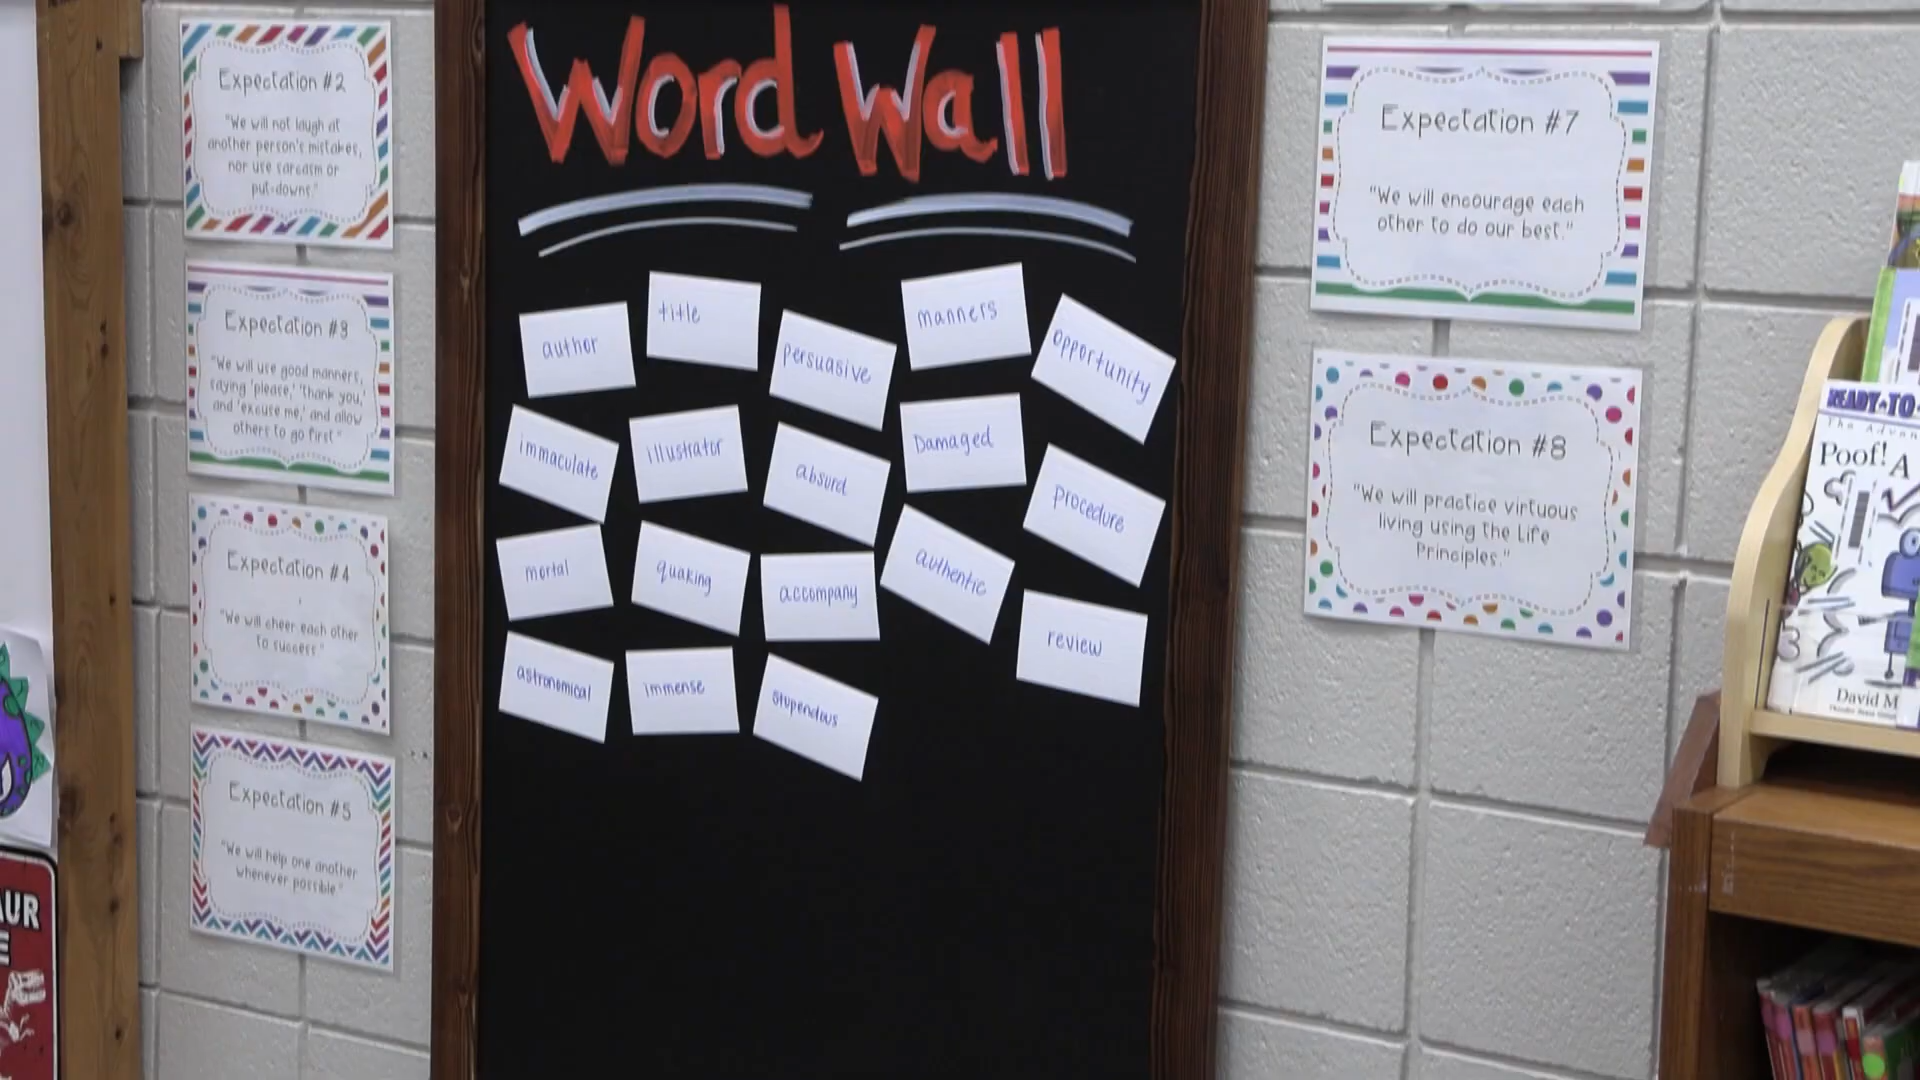 Expectation #2
"We will not laugh at
another person's mistakes,
nor use sarcasm or
put-downs."
Expectation #3
"We will use good manners,
saying 'please,' 'thank you,'
and 'excuse me,' and allow
others to go first"
Expectation #4
"We will cheer each other
to success"
Expectation #5
"We will help one another
whenever possible"
AUR
E
Word Wall
author
title
persuasive
manners
opportunity
immaculate
illustrator
absurd
Damaged
procedure
mortal
quaking
accompany
authentic
review
astronomical
immense
stupendous
Expectation #7
"We will encourage each
other to do our best."
Expectation #8
"We will practice virtuous
living using the Life
Principles."
READY-TO-
The Adven
Poof! A
David M